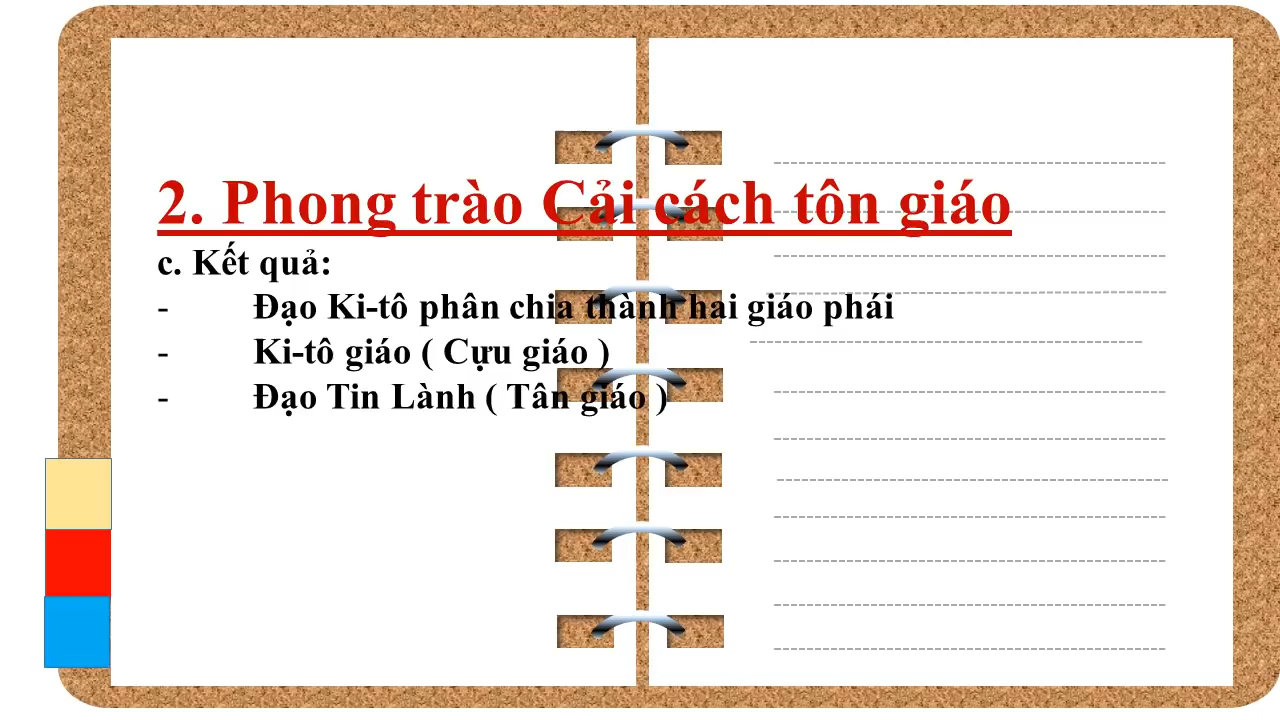 2. Phong trào Cải cách tôn giáo
c. Kết quả:
- Đạo Ki-tô phân chia thành hai giáo phái
- Ki-tô giáo ( Cựu giáo )
- Đạo Tin Lành ( Tân giáo )